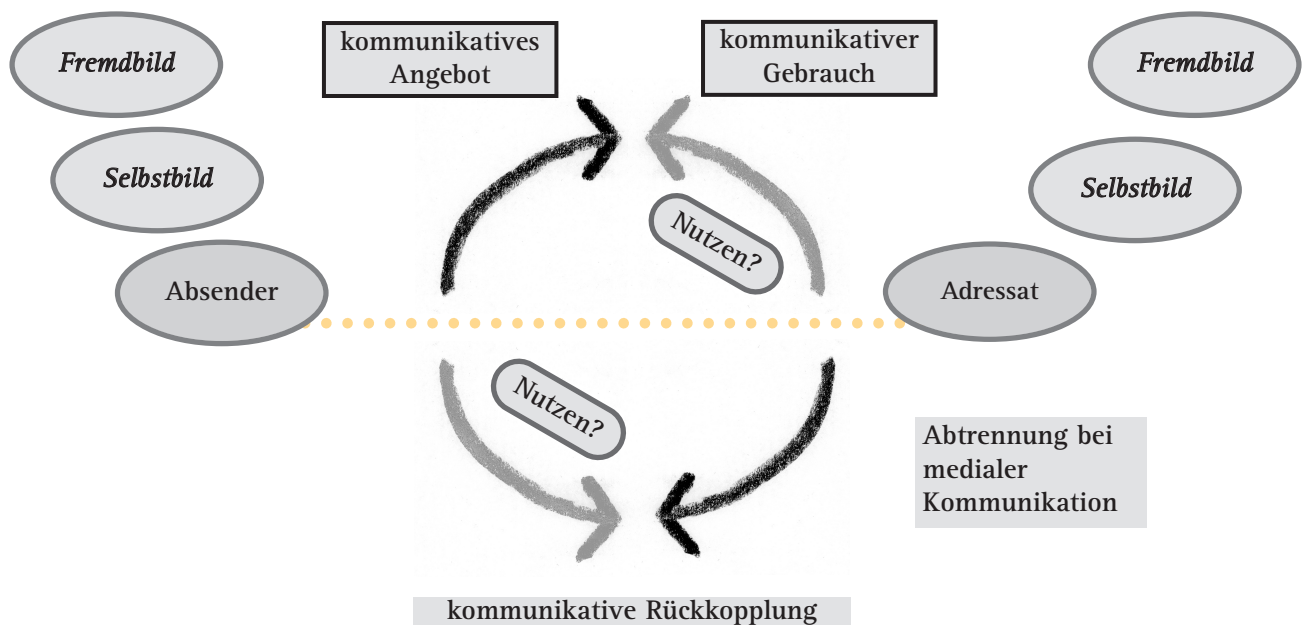 Fremdbild
kommunikatives
Angebot
kommunikativer
Gebrauch
Fremdbild
Selbstbild
Selbstbild
Nutzen?
Absender
Adressat
Nutzen?
Abtrennung bei
medialer
Kommunikation
kommunikative Rückkopplung